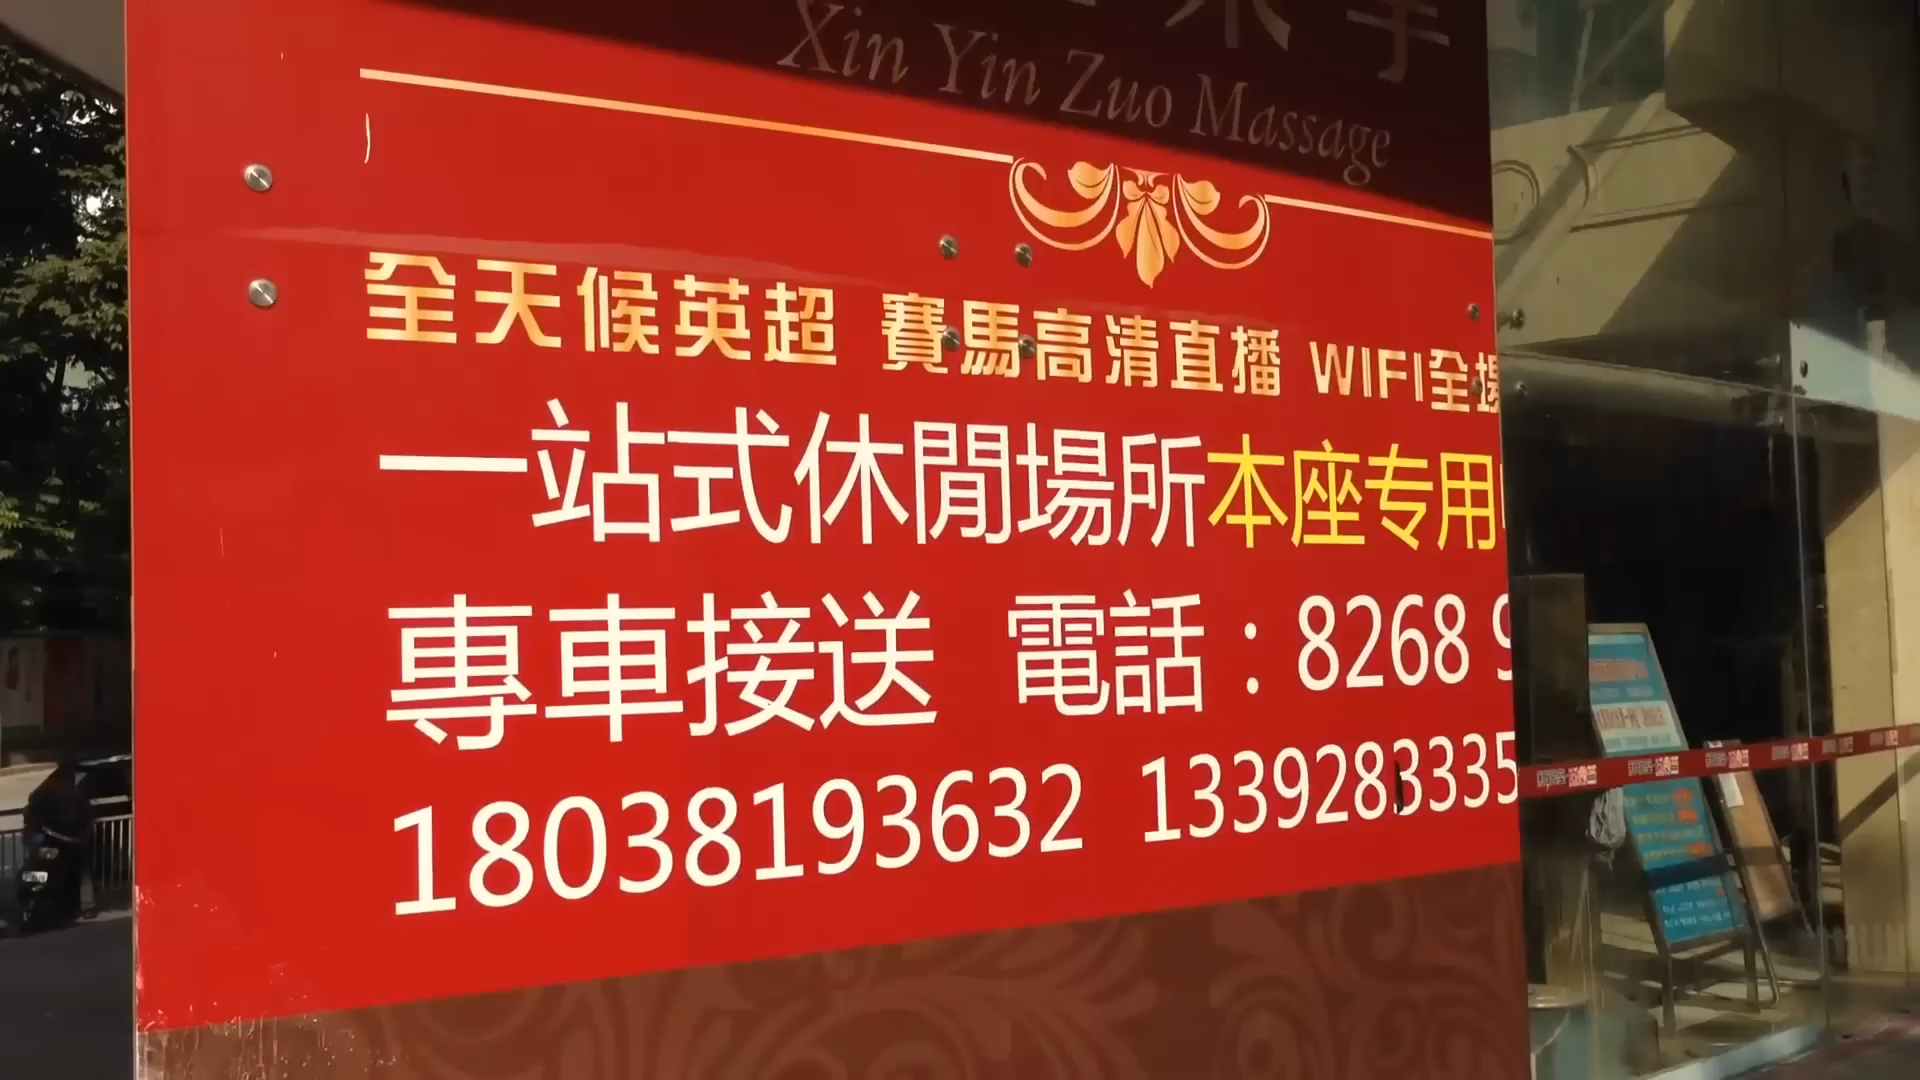 Xin Yin Zuo Massage
全天候英超 賽馬高清直播 WIFI全場
一站式休閒場所本座专用
專車接送 電話：8268 9
18038193632 13392833335